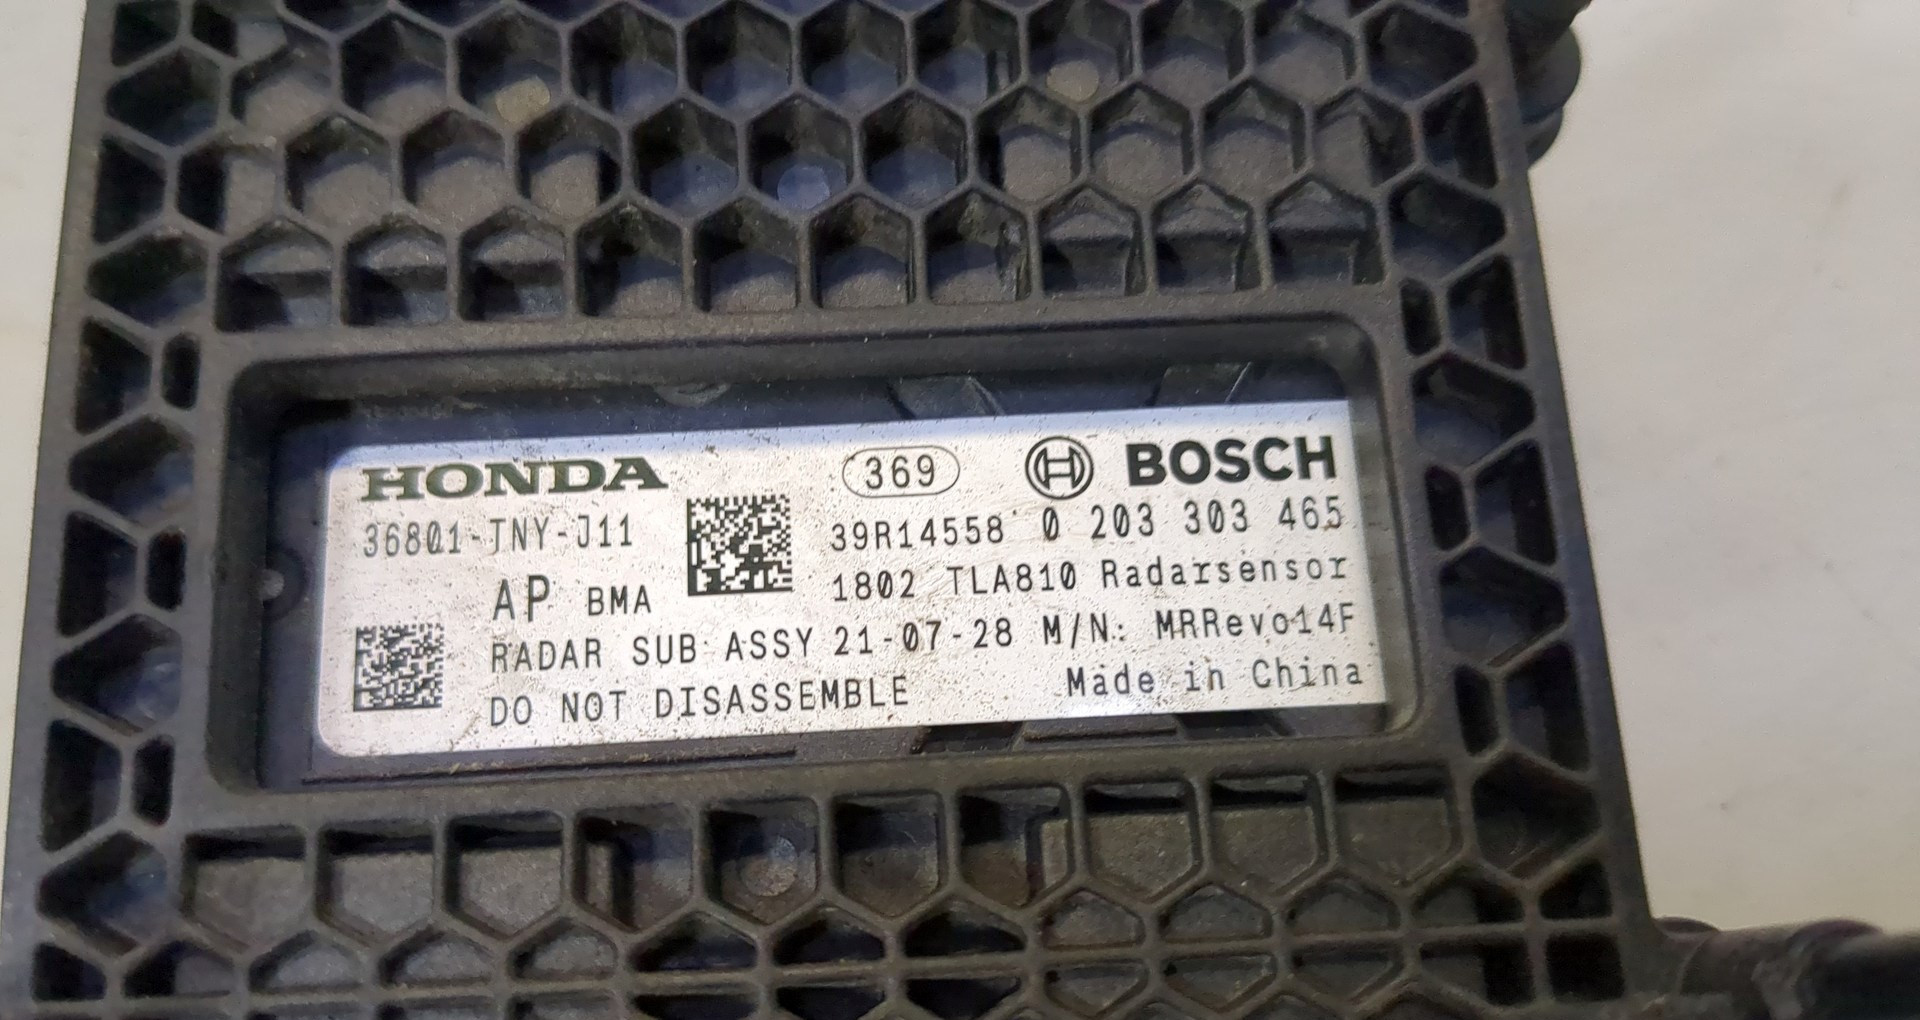 HONDA 369 BOSCH
36801-TNY-J11 39R14558 0 203 303 465
AP BMA 1802 TLA810 Radarsensor
RADAR SUB ASSY 21-07-28 M/N: MRRevo14F
DO NOT DISASSEMBLE Made in China